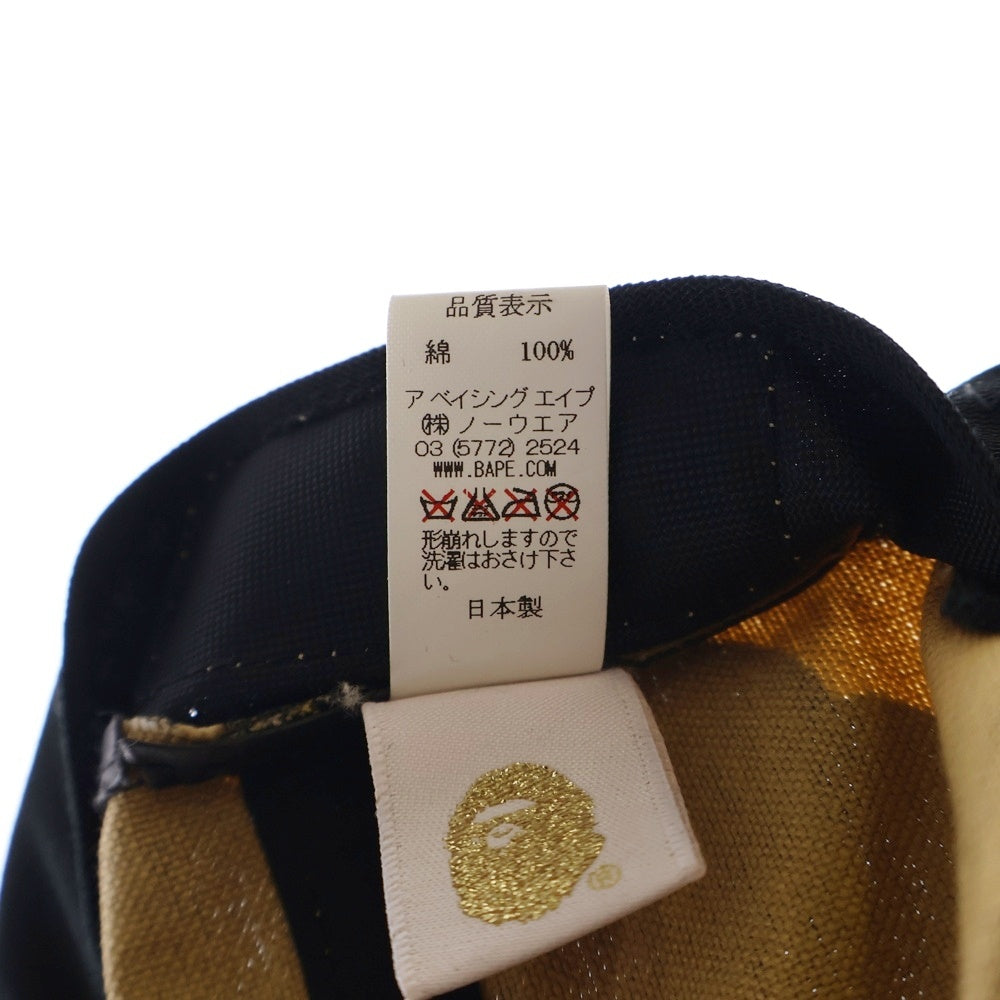 品質表示
綿 100%
ア ベイシング エイプ
㈱ ノーウエア
03 (5772) 2524
WWW.BAPE.COM
形崩れしますので
洗濯はおさけ下さ
い。
日本製